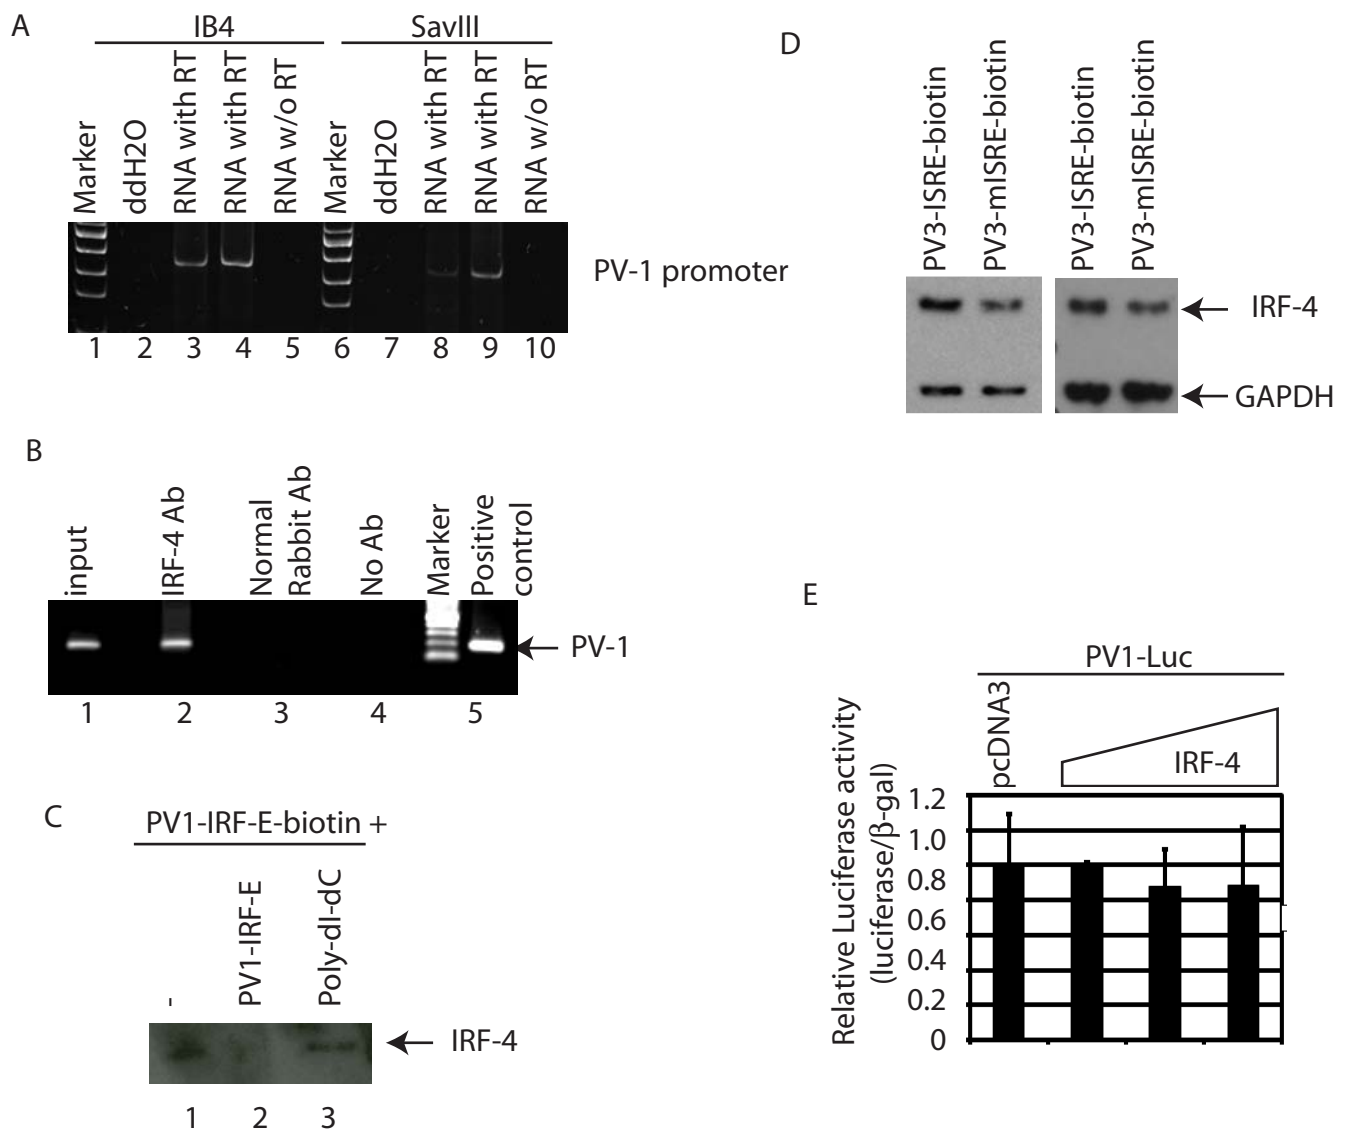 A
IB4
SavIII
Marker
ddH2O
RNA with RT
RNA with RT
RNA w/o RT
Marker
ddH2O
RNA with RT
RNA with RT
RNA w/o RT
PV-1 promoter
1 2 3 4 5 6 7 8 9 10
B
input
IRF-4 Ab
Normal
Rabbit Ab
No Ab
Marker
Positive
control
PV-1
1 2 3 4 5
C
PV1-IRF-E-biotin +
-
PV1-IRF-E
Poly-dI-dC
IRF-4
1 2 3
D
PV3-ISRE-biotin
PV3-mISRE-biotin
PV3-ISRE-biotin
PV3-mISRE-biotin
IRF-4
GAPDH
E
PV1-Luc
pcDNA3
IRF-4
Relative Luciferase activity
(luciferase/β-gal)
1.2
1.0
0.8
0.6
0.4
0.2
0